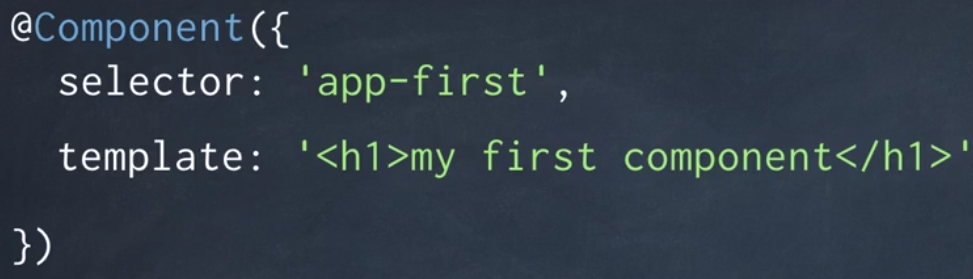 @Component({
selector: 'app-first',
template: '<h1>my first component</h1>'
})